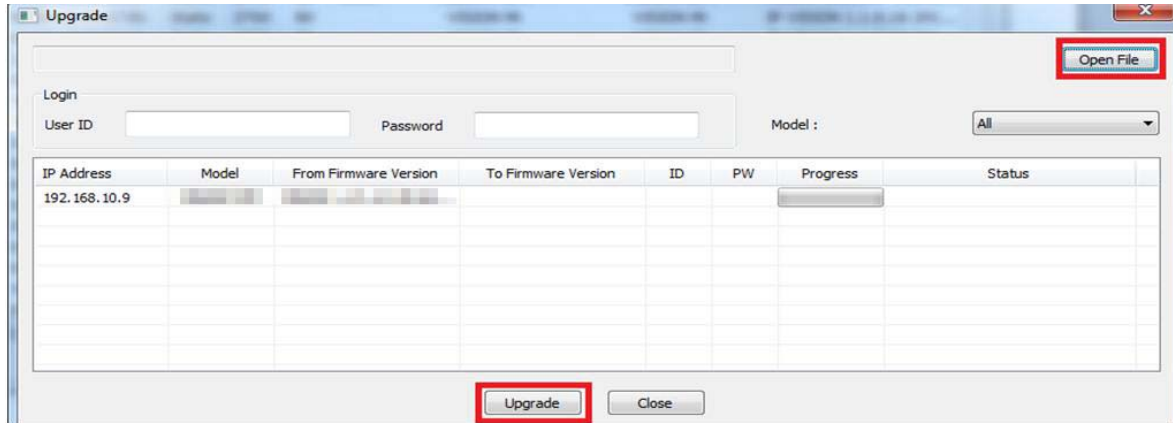 Upgrade
Open File
Login
User ID
Password
Model :
All
IP Address Model From Firmware Version To Firmware Version ID PW Progress Status
192.168.10.9
Upgrade Close